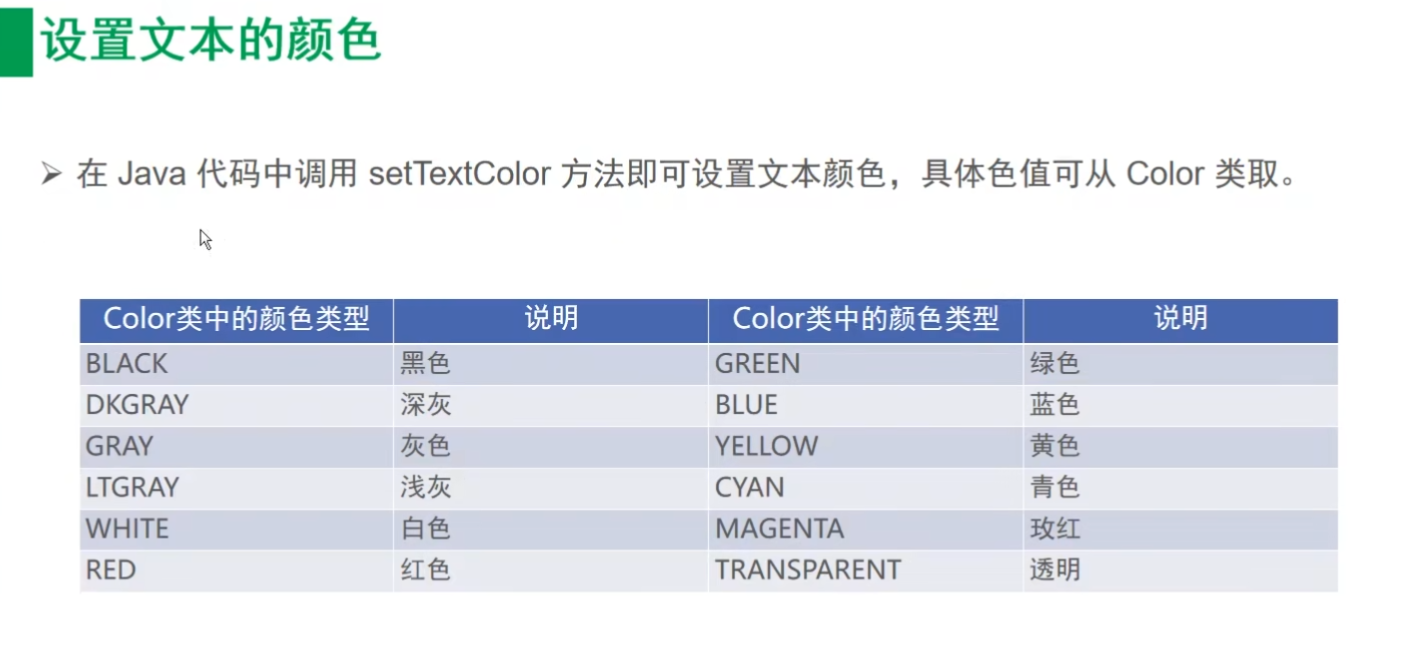 设置文本的颜色
在 Java 代码中调用 setTextColor 方法即可设置文本颜色，具体色值可从 Color 类取。
Color类中的颜色类型 说明 Color类中的颜色类型 说明
BLACK 黑色 GREEN 绿色
DKGRAY 深灰 BLUE 蓝色
GRAY 灰色 YELLOW 黄色
LTGRAY 浅灰 CYAN 青色
WHITE 白色 MAGENTA 玫红
RED 红色 TRANSPARENT 透明